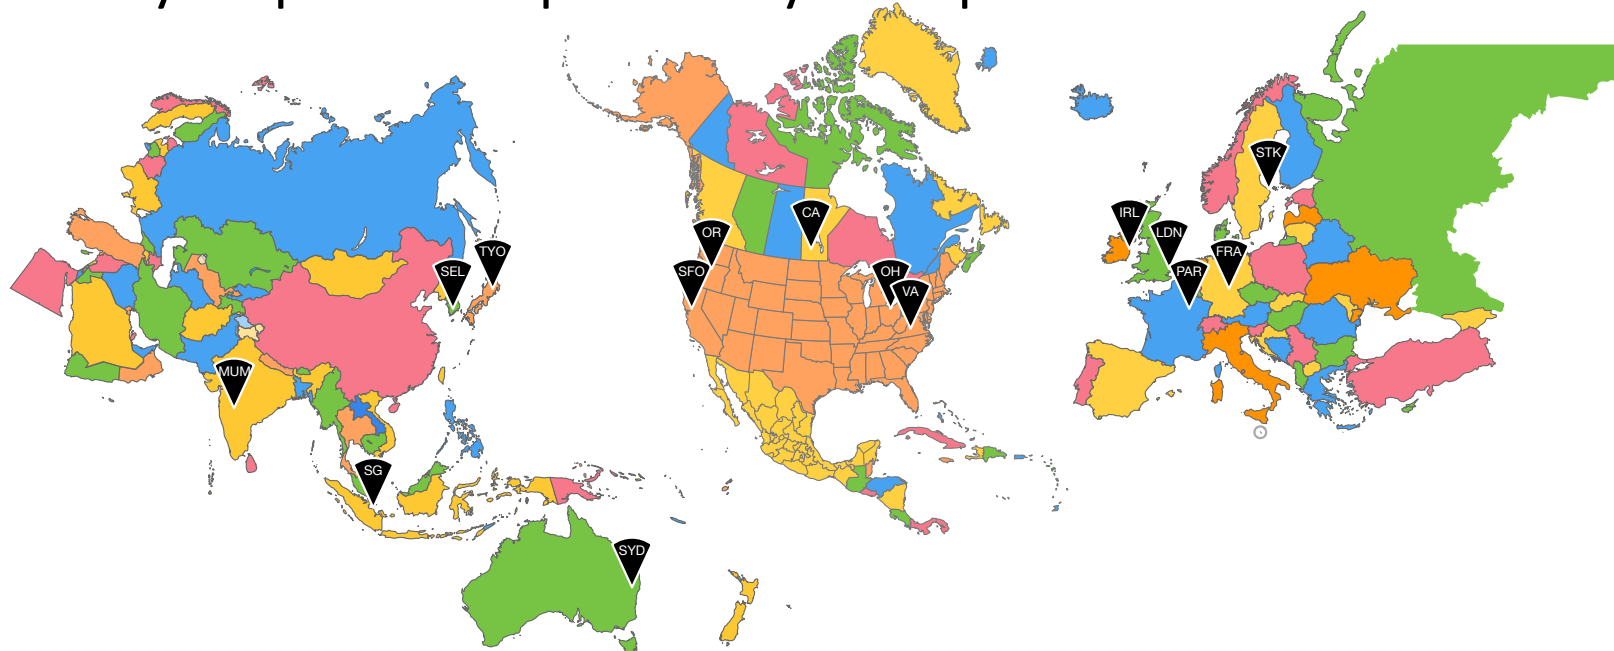 STK
IRL
LDN
CA
OR
FRA
TYO
SEL
SFO
OH
PAR
VA
MUM
SG
SYD